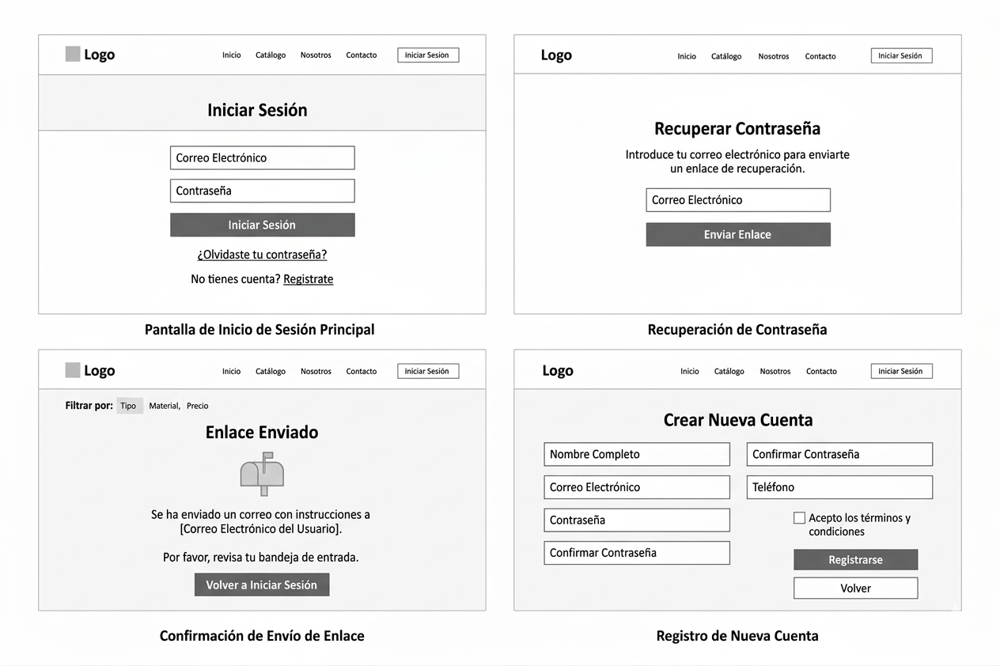 Logo
Inicio Catálogo Nosotros Contacto Iniciar Sesión
Iniciar Sesión
Correo Electrónico
Contraseña
Iniciar Sesión
¿Olvidaste tu contraseña?
No tienes cuenta? Registrate
Pantalla de Inicio de Sesión Principal
Logo
Inicio Catálogo Nosotros Contacto Iniciar Sesión
Recuperar Contraseña
Introduce tu correo electrónico para enviarte
un enlace de recuperación.
Correo Electrónico
Enviar Enlace
Recuperación de Contraseña
Logo
Inicio Catálogo Nosotros Contacto Iniciar Sesión
Filtrar por: Tipo Material, Precio
Enlace Enviado
Se ha enviado un correo con instrucciones a
[Correo Electrónico del Usuario].
Por favor, revisa tu bandeja de entrada.
Volver a Iniciar Sesión
Confirmación de Envío de Enlace
Logo
Inicio Catálogo Nosotros Contacto Iniciar Sesión
Crear Nueva Cuenta
Nombre Completo
Correo Electrónico
Contraseña
Confirmar Contraseña
Confirmar Contraseña
Teléfono
Acepto los términos y
condiciones
Registrarse
Volver
Registro de Nueva Cuenta